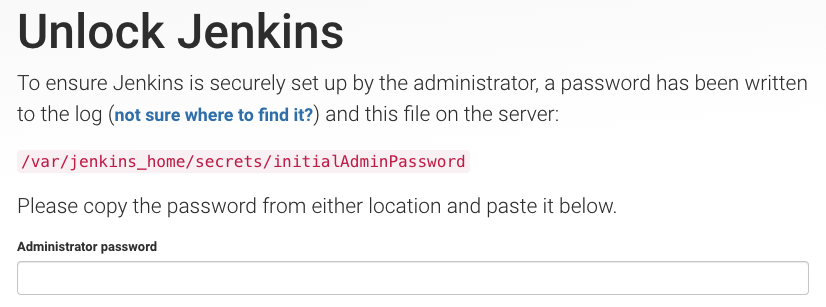 Unlock Jenkins
To ensure Jenkins is securely set up by the administrator, a password has been written
to the log (not sure where to find it?) and this file on the server:
/var/jenkins_home/secrets/initialAdminPassword
Please copy the password from either location and paste it below.
Administrator password